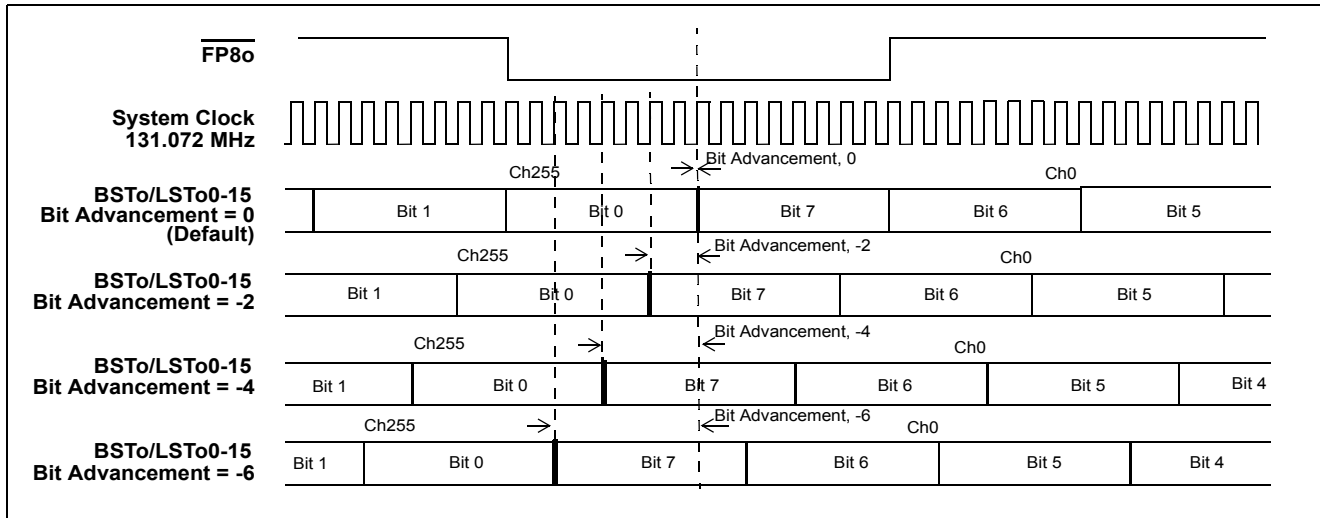 FP8o
System Clock
131.072 MHz
Bit Advancement, 0
Ch255
Ch0
BSTo/LSTo0-15
Bit Advancement = 0
(Default)
Bit 1
Bit 0
Bit 7
Bit 6
Bit 5
Bit Advancement, -2
Ch255
Ch0
BSTo/LSTo0-15
Bit Advancement = -2
Bit 1
Bit 0
Bit 7
Bit 6
Bit 5
Bit Advancement, -4
Ch255
Ch0
BSTo/LSTo0-15
Bit Advancement = -4
Bit 1
Bit 0
Bit 7
Bit 6
Bit 5
Bit 4
Bit Advancement, -6
Ch255
Ch0
BSTo/LSTo0-15
Bit Advancement = -6
Bit 1
Bit 0
Bit 7
Bit 6
Bit 5
Bit 4